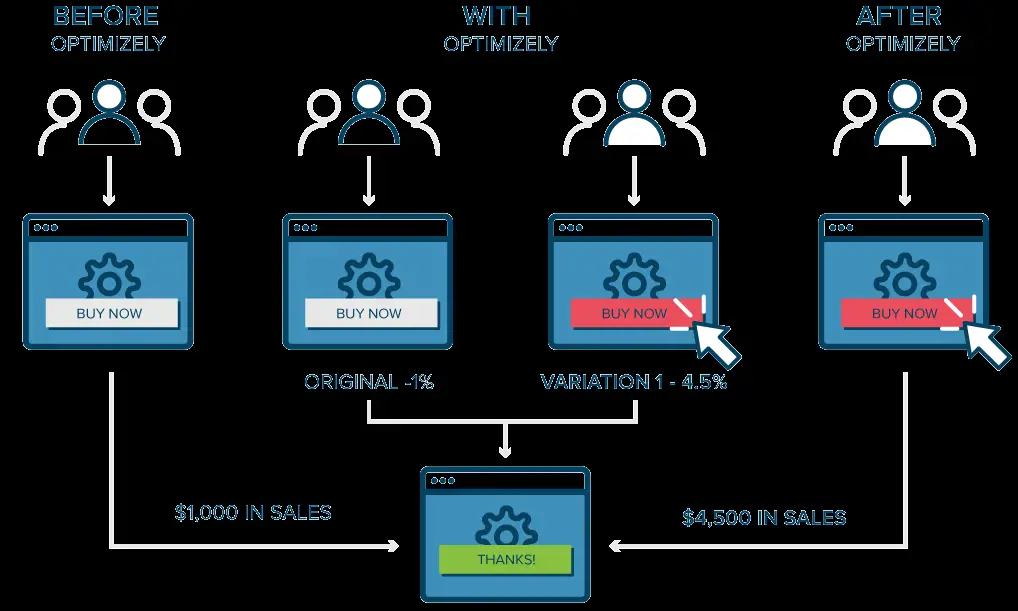 BEFORE
OPTIMIZELY
WITH
OPTIMIZELY
AFTER
OPTIMIZELY
BUY NOW
BUY NOW
BUY NOW
BUY NOW
ORIGINAL -1%
VARIATION 1 - 4.5%
$1,000 IN SALES
$4,500 IN SALES
THANKS!